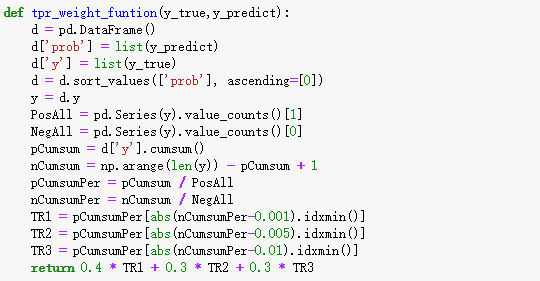 def tpr_weight_funtion(y_true,y_predict):
    d = pd.DataFrame()
    d['prob'] = list(y_predict)
    d['y'] = list(y_true)
    d = d.sort_values(['prob'], ascending=[0])
    y = d.y
    PosAll = pd.Series(y).value_counts()[1]
    NegAll = pd.Series(y).value_counts()[0]
    pCumsum = d['y'].cumsum()
    nCumsum = np.arange(len(y)) - pCumsum + 1
    pCumsumPer = pCumsum / PosAll
    nCumsumPer = nCumsum / NegAll
    TR1 = pCumsumPer[abs(nCumsumPer-0.001).idxmin()]
    TR2 = pCumsumPer[abs(nCumsumPer-0.005).idxmin()]
    TR3 = pCumsumPer[abs(nCumsumPer-0.01).idxmin()]
    return 0.4 * TR1 + 0.3 * TR2 + 0.3 * TR3